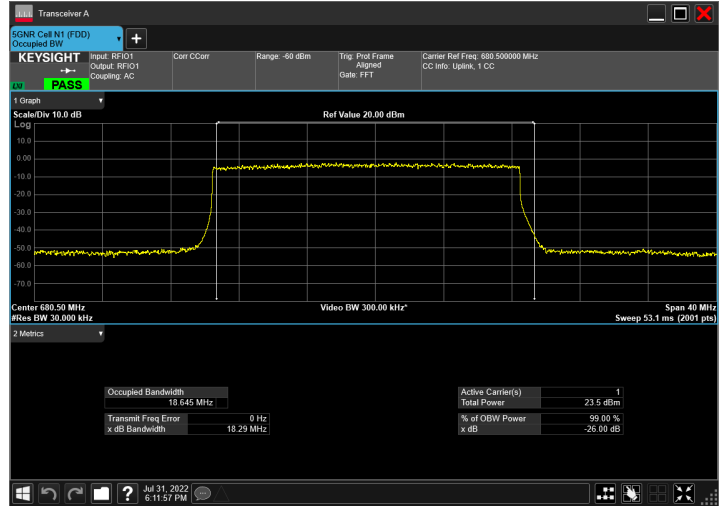 Transceiver A
5GNR Cell N1 (FDD)
Occupied BW
KEYSIGHT
LXI
PASS
Input: RFIO1
Output: RFIO1
Coupling: AC
Corr CCorr
Range: -60 dBm
Trig: Prot Frame
Aligned
Gate: FFT
Carrier Ref Freq: 680.500000 MHz
CC Info: Uplink, 1 CC
1 Graph
Scale/Div 10.0 dB
Ref Value 20.00 dBm
Log
10.0
0.00
-10.0
-20.0
-30.0
-40.0
-50.0
-60.0
-70.0
Center 680.50 MHz
Video BW 300.00 kHz*
Span 40 MHz
#Res BW 30.000 kHz
Sweep 53.1 ms (2001 pts)
2 Metrics
Occupied Bandwidth
18.645 MHz
Transmit Freq Error 0 Hz
x dB Bandwidth 18.29 MHz
Active Carrier(s) 1
Total Power 23.5 dBm
% of OBW Power 99.00 %
x dB -26.00 dB
Jul 31, 2022
6:11:57 PM